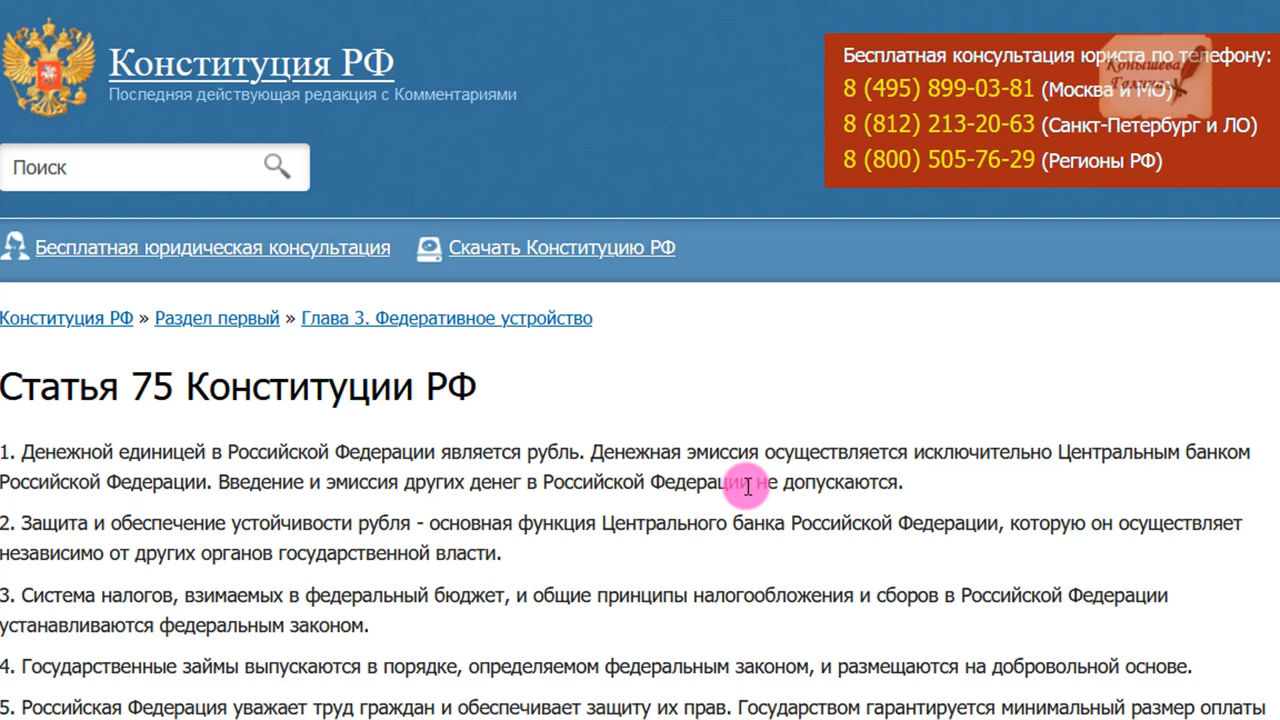 Конституция РФ
Последняя действующая редакция с Комментариями
Бесплатная консультация юриста по телефону:
8 (495) 899-03-81 (Москва и МО)
8 (812) 213-20-63 (Санкт-Петербург и ЛО)
8 (800) 505-76-29 (Регионы РФ)
Конышева
Галина
Поиск
Бесплатная юридическая консультация
Скачать Конституцию РФ
Конституция РФ » Раздел первый » Глава 3. Федеративное устройство
Статья 75 Конституции РФ
1. Денежной единицей в Российской Федерации является рубль. Денежная эмиссия осуществляется исключительно Центральным банком
Российской Федерации. Введение и эмиссия других денег в Российской Федерации не допускаются.
2. Защита и обеспечение устойчивости рубля - основная функция Центрального банка Российской Федерации, которую он осуществляет
независимо от других органов государственной власти.
3. Система налогов, взимаемых в федеральный бюджет, и общие принципы налогообложения и сборов в Российской Федерации
устанавливаются федеральным законом.
4. Государственные займы выпускаются в порядке, определяемом федеральным законом, и размещаются на добровольной основе.
5. Российская Федерация уважает труд граждан и обеспечивает защиту их прав. Государством гарантируется минимальный размер оплаты